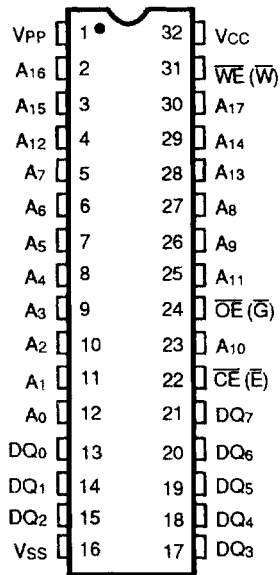 VPP 1 32 VCC
A16 2 31 W̅E̅ (W̅)
A15 3 30 A17
A12 4 29 A14
A7 5 28 A13
A6 6 27 A8
A5 7 26 A9
A4 8 25 A11
A3 9 24 O̅E̅ (G̅)
A2 10 23 A10
A1 11 22 C̅E̅ (E̅)
A0 12 21 DQ7
DQ0 13 20 DQ6
DQ1 14 19 DQ5
DQ2 15 18 DQ4
VSS 16 17 DQ3